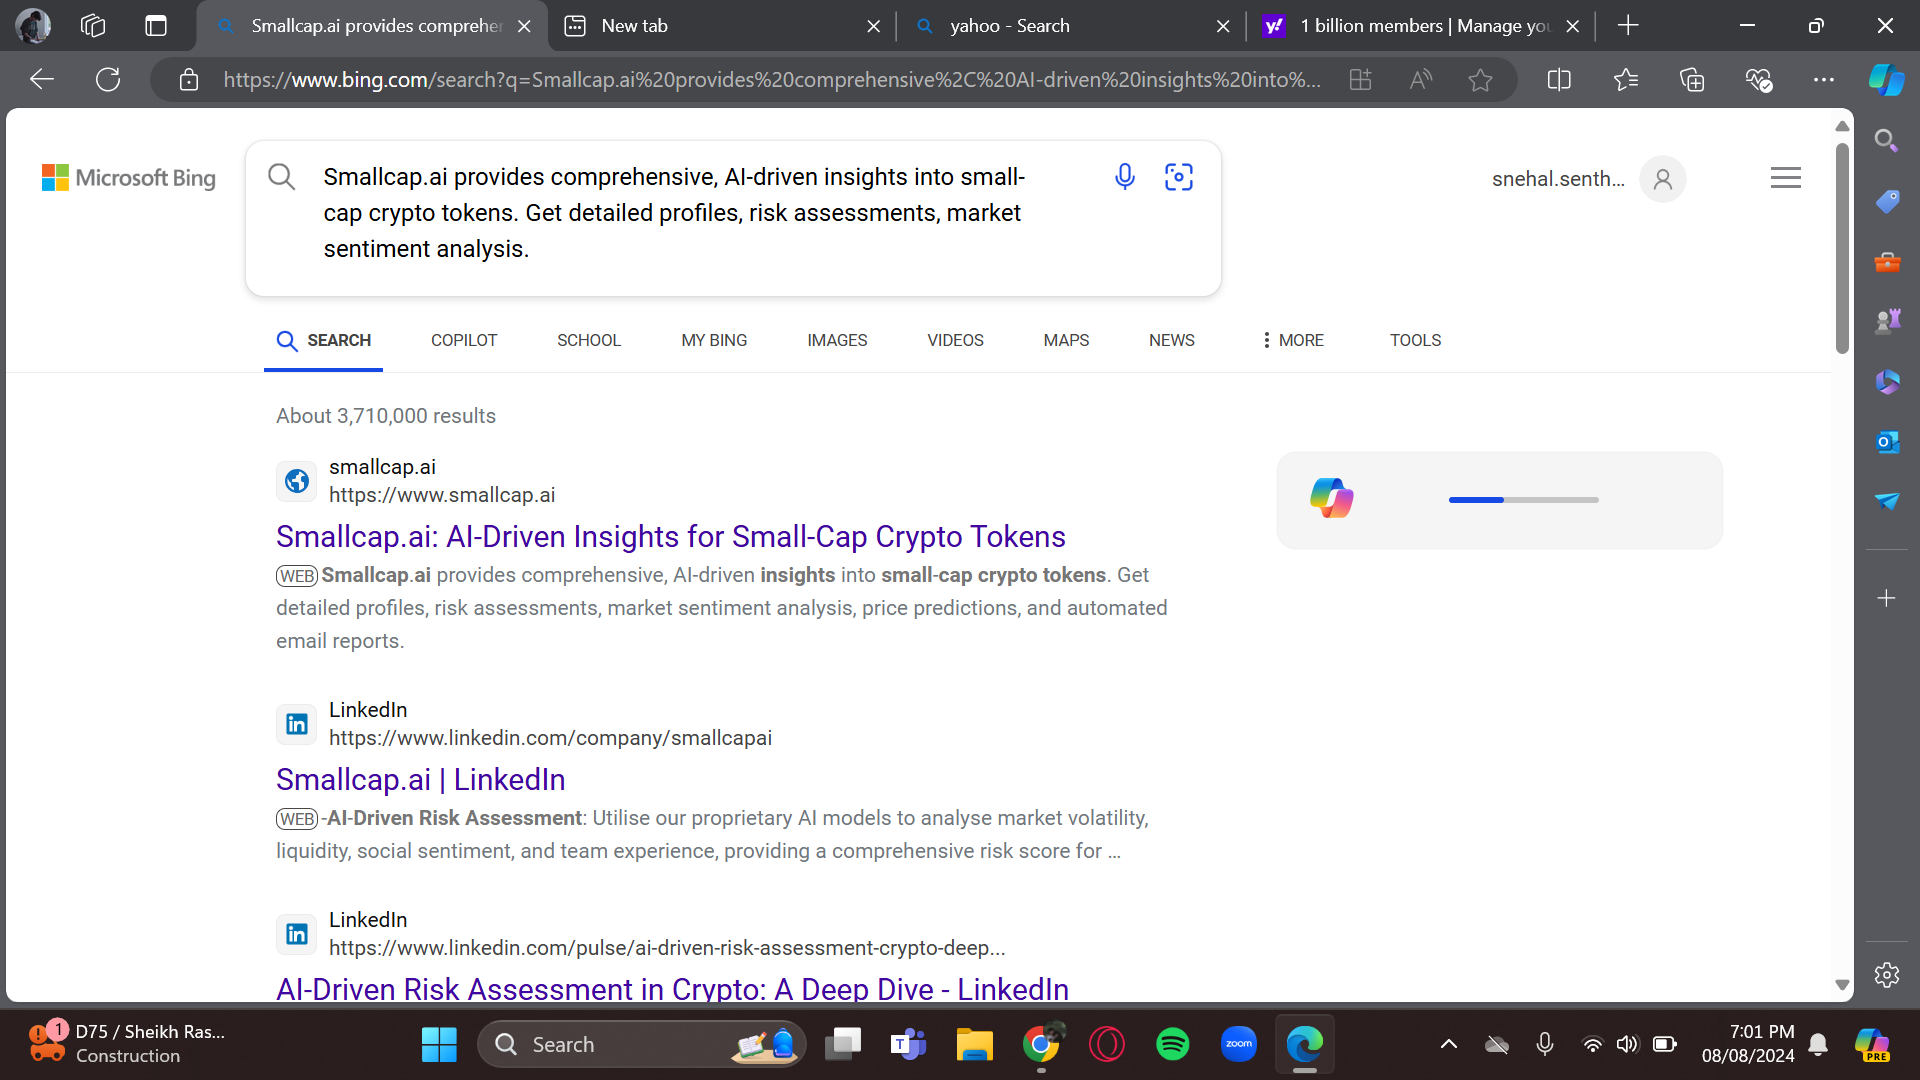 Smallcap.ai provides compreher
New tab
yahoo - Search
1 billion members | Manage you
https://www.bing.com/search?q=Smallcap.ai%20provides%20comprehensive%2C%20AI-driven%20insights%20into%...
Microsoft Bing
Smallcap.ai provides comprehensive, AI-driven insights into small-
cap crypto tokens. Get detailed profiles, risk assessments, market
sentiment analysis.
snehal.senth...
SEARCH
COPILOT
SCHOOL
MY BING
IMAGES
VIDEOS
MAPS
NEWS
MORE
TOOLS
About 3,710,000 results
smallcap.ai
https://www.smallcap.ai
Smallcap.ai: AI-Driven Insights for Small-Cap Crypto Tokens
WEB Smallcap.ai provides comprehensive, AI-driven insights into small-cap crypto tokens. Get
detailed profiles, risk assessments, market sentiment analysis, price predictions, and automated
email reports.
LinkedIn
https://www.linkedin.com/company/smallcapai
Smallcap.ai | LinkedIn
WEB -AI-Driven Risk Assessment: Utilise our proprietary AI models to analyse market volatility,
liquidity, social sentiment, and team experience, providing a comprehensive risk score for ...
LinkedIn
https://www.linkedin.com/pulse/ai-driven-risk-assessment-crypto-deep...
AI-Driven Risk Assessment in Crypto: A Deep Dive - LinkedIn
1
D75 / Sheikh Ras...
Construction
Search
zoom
7:01 PM
08/08/2024
PRE